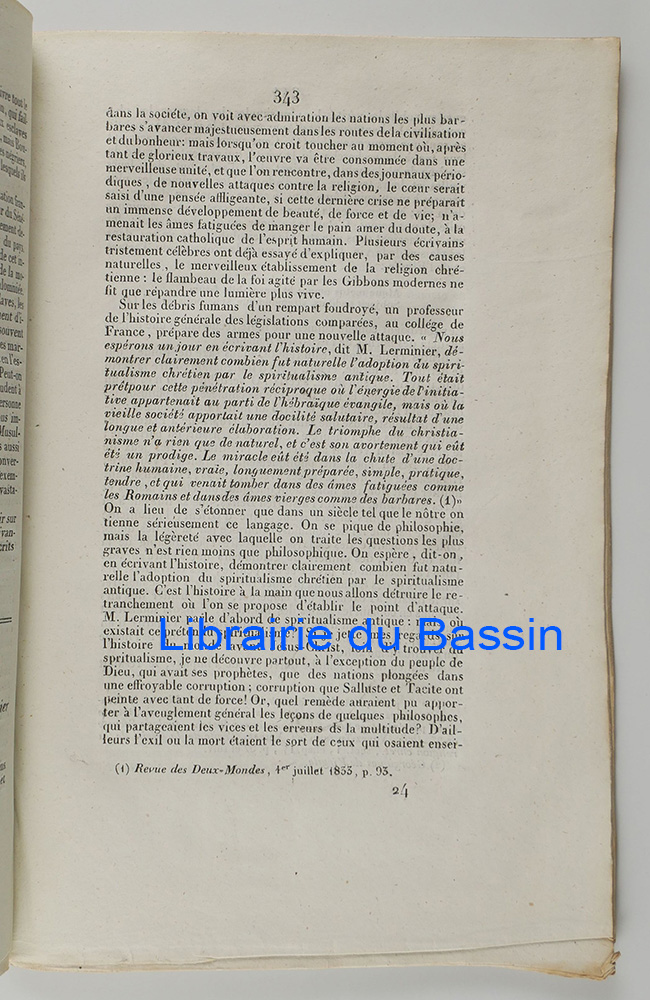 343
dans la société, on voit avec admiration les nations les plus bar-
bares s'avancer majestueusement dans les routes dela civilisation
et du bonheur: mais lorsqu'on croit toucher au moment où, après
tant de glorieux travaux, l'œuvre va être consommée dans une
merveilleuse unité, et que l'on rencontre, dans des journaux pério-
diques, de nouvelles attaques contre la religion, le cœur serait
saisi d'une pensée affligeante, si cette dernière crise ne préparait
un immense développement de beauté, de force et de vie; n'a-
menait les âmes fatiguées de manger le pain amer du doute, à la
restauration catholique de l'esprit humain. Plusieurs écrivains
tristement célèbres ont déjà essayé d'expliquer, par des causes
naturelles, le merveilleux établissement de la religion chré-
tienne : le flambeau de la foi agité par les Gibbons modernes ne
fit que répandre une lumière plus vive.
Sur les débris fumans d'un rempart foudroyé, un professeur
de l'histoire générale des législations comparées, au collége de
France, prépare des armes pour une nouvelle attaque. « Nous
espérons un jour en écrivant l'histoire, dit M. Lerminier, dé-
montrer clairement combien fut naturelle l'adoption du spiri-
tualisme chrétien par le spiritualisme antique. Tout était
prêtpour cette pénétration réciproque où l'énergie de l'initia-
tive appartenait au parti de l'hébraïque évangile, mais où la
vieille société apportait une docilité salutaire, résultat d'une
longue et antérieure élaboration. Le triomphe du christia-
nisme n'a rien que de naturel, et c'est son avortement qui eût
été un prodige. Le miracle eût été dans la chute d'une doc-
trine humaine, vraie, longuement préparée, simple, pratique,
tendre, et qui venait tomber dans des âmes fatiguées comme
les Romains et dans des âmes vierges comme des barbares. (1)»
On a lieu de s'étonner que dans un siècle tel que le nôtre on
tienne sérieusement ce langage. On se pique de philosophie,
mais la légèreté avec laquelle on traite les questions les plus
graves n'est rien moins que philosophique. On espère, dit-on,
en écrivant l'histoire, démontrer clairement combien fut natu-
relle l'adoption du spiritualisme chrétien par le spiritualisme
antique. C'est l'histoire à la main que nous allons détruire le re-
tranchement où l'on se propose d'établir le point d'attaque.
M. Lerminier parle d'abord de spiritualisme antique : mais où
existait ce prétendu
Librairie du Bassin
l'histoire du monde avant Jésus-Christ,
spritualisme, je ne découvre partout, à l'exception du peuple de
Dieu, qui avait ses prophètes, que des nations plongées dans
une effroyable corruption; corruption que Salluste et Tacite ont
peinte avec tant de force! Or, quel remède auraient pu appor-
ter à l'aveuglement général les leçons de quelques philosophes,
qui partageaient les vices et les erreurs ds la multitude? D'ail-
leurs l'exil ou la mort étaient le sort de ceux qui osaient ensei-
(1) Revue des Deux-Mondes, 1er juillet 1833, p. 93.
24